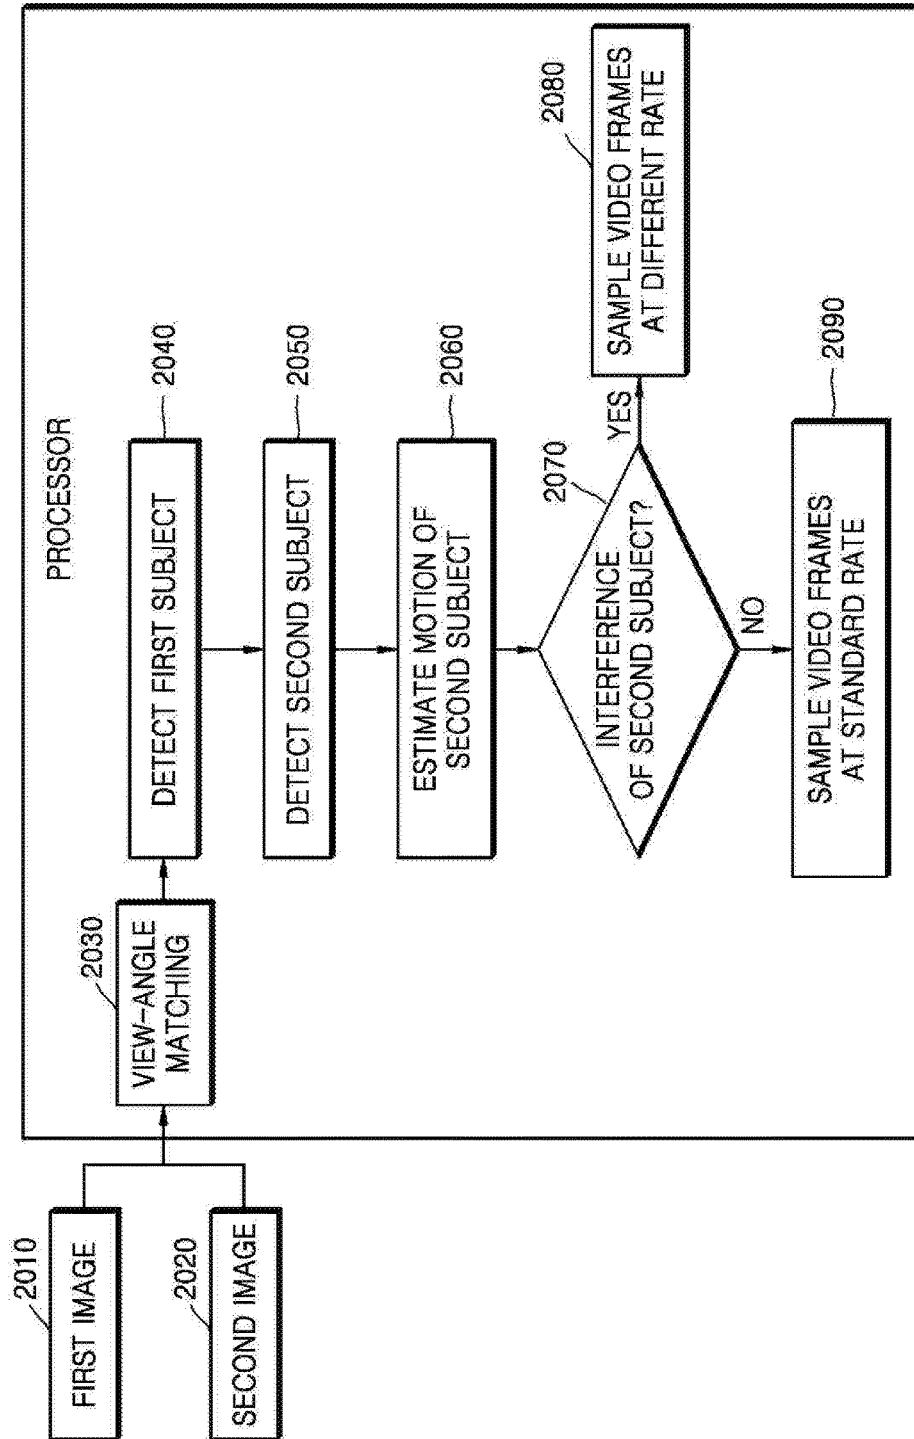 PROCESSOR
2010
FIRST IMAGE
2020
SECOND IMAGE
2030
VIEW-ANGLE
MATCHING
2040
DETECT FIRST SUBJECT
2050
DETECT SECOND SUBJECT
2060
ESTIMATE MOTION OF
SECOND SUBJECT
2070
INTERFERENCE
OF SECOND SUBJECT?
YES
2080
SAMPLE VIDEO FRAMES
AT DIFFERENT RATE
NO
2090
SAMPLE VIDEO FRAMES
AT STANDARD RATE